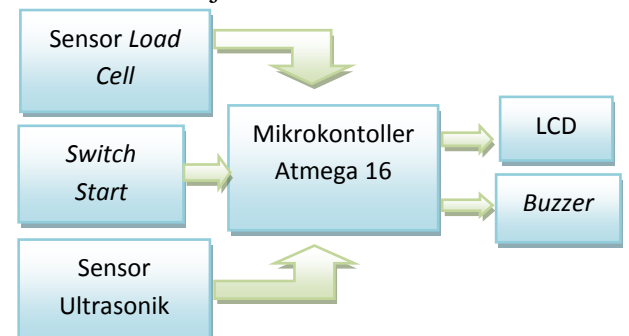 Sensor Load
Cell
Switch
Start
Sensor
Ultrasonik
Mikrokontoller
Atmega 16
LCD
Buzzer